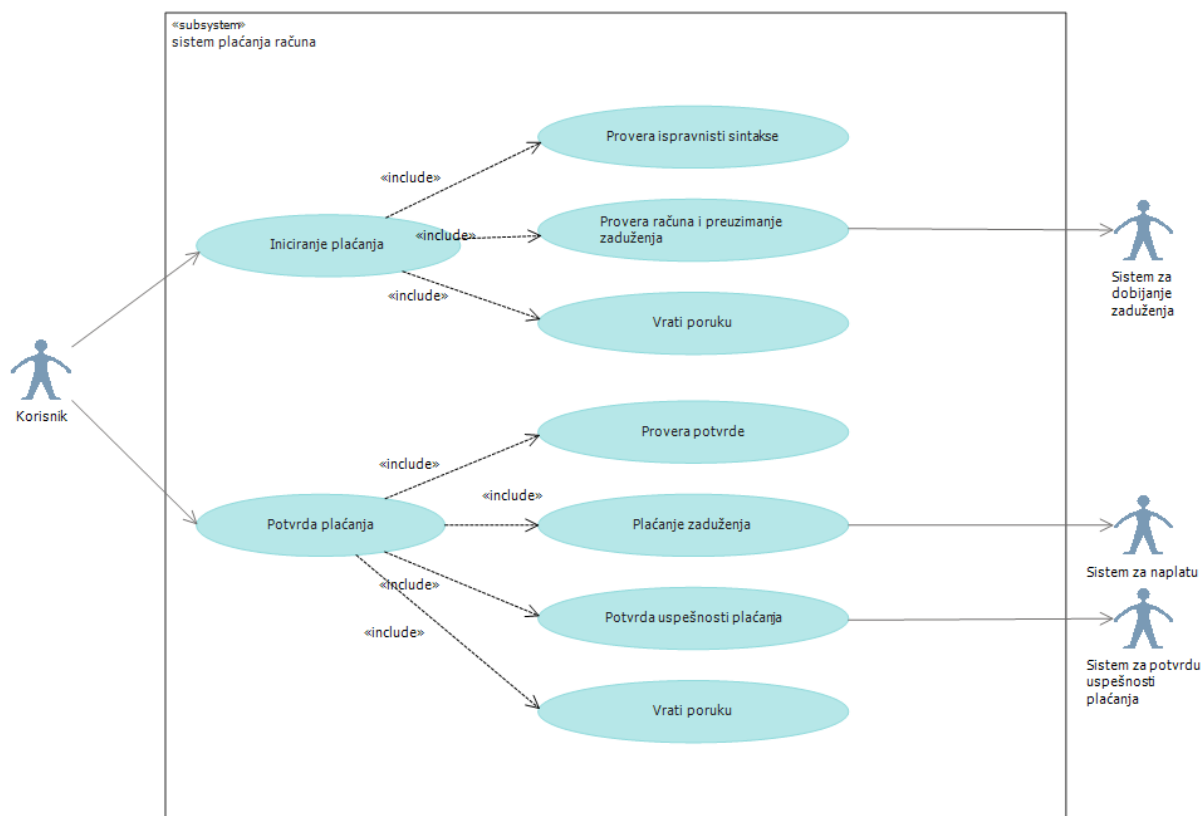 «subsystem»
sistem plaćanja računa
Provera ispravnisti sintakse
«include»
Provera računa i preuzimanje
zaduženja
«include»
Iniciranje plaćanja
Sistem za
dobijanje
zaduženja
«include»
Vrati poruku
Korisnik
Provera potvrde
«include»
«include»
Potvrda plaćanja
Plaćanje zaduženja
Sistem za naplatu
«include»
Potvrda uspešnosti plaćanja
«include»
Sistem za potvrdu
uspešnosti
plaćanja
Vrati poruku